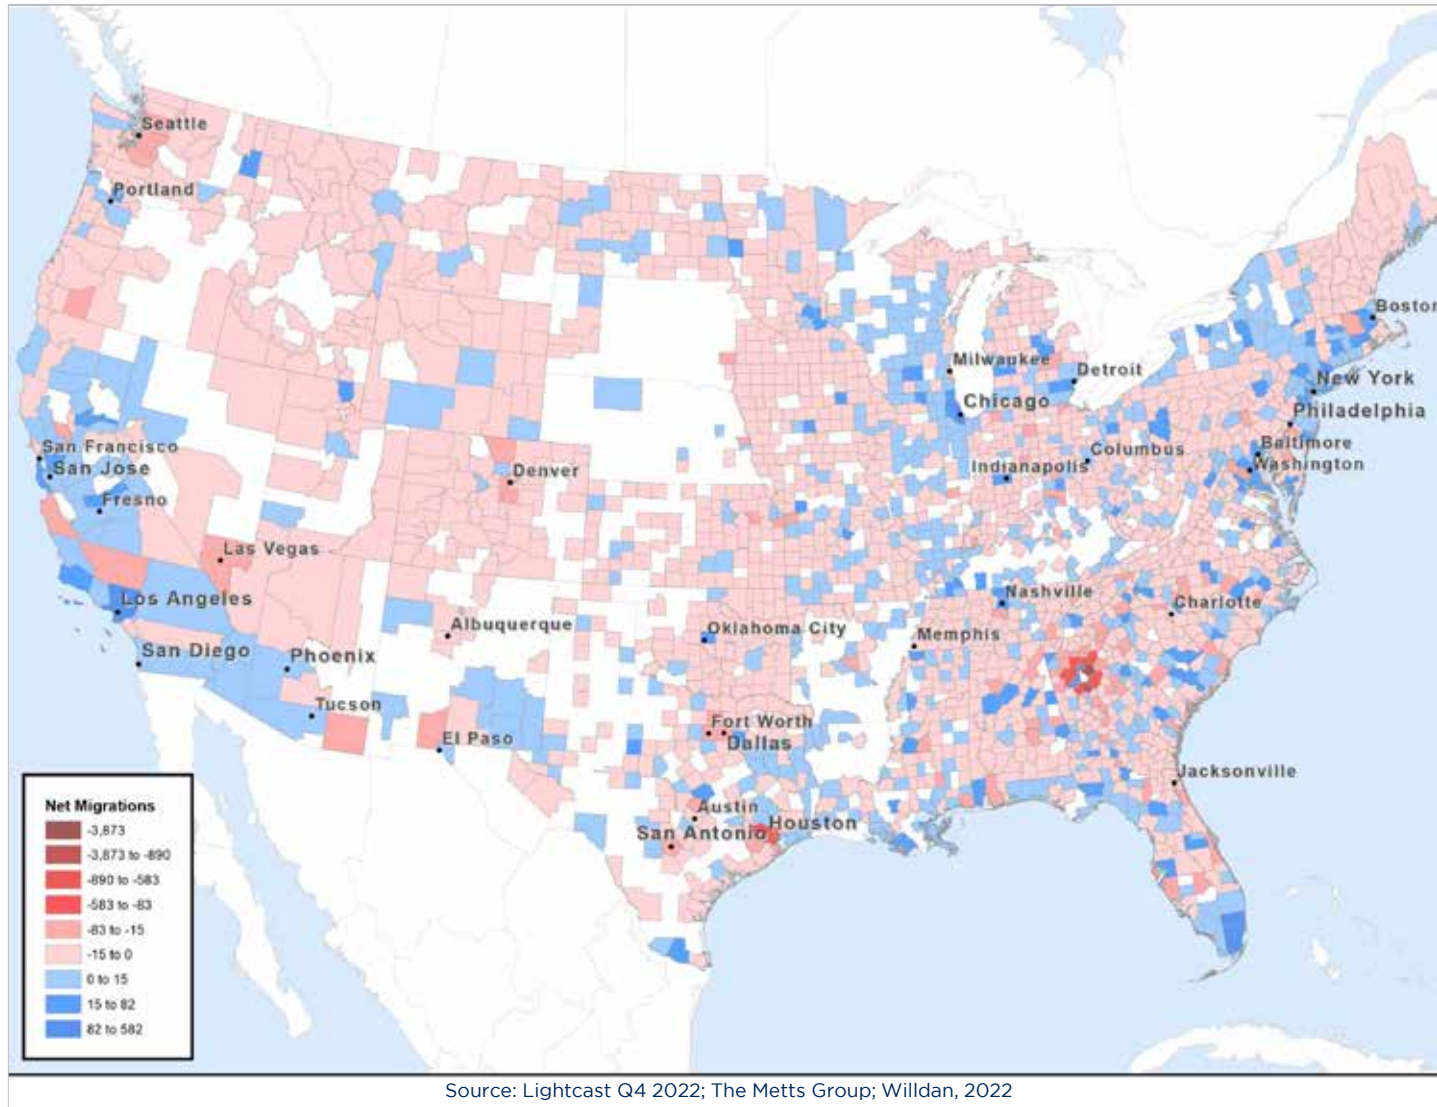 Seattle
Portland
Boston
Milwaukee
Detroit
New York
Chicago
Philadelphia
San Francisco
Columbus
Baltimore
San Jose
Denver
Indianapolis
Washington
Fresno
Las Vegas
Los Angeles
Nashville
Charlotte
Albuquerque
Oklahoma City
Memphis
San Diego
Phoenix
Tucson
Fort Worth
El Paso
Dallas
Jacksonville
Austin
Houston
San Antonio
Net Migrations
-3,873
-3,873 to -890
-890 to -583
-583 to -83
-83 to -15
-15 to 0
0 to 15
15 to 82
82 to 582
Source: Lightcast Q4 2022; The Metts Group; Willdan, 2022